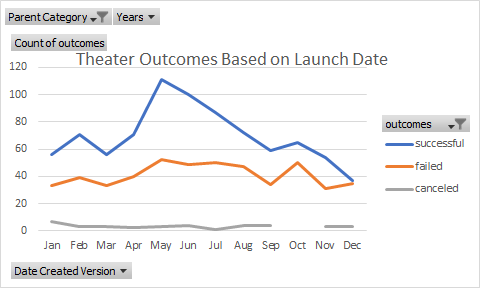 Parent Category Years
Count of outcomes
Theater Outcomes Based on Launch Date
120
100
80
60
40
20
0
Jan Feb Mar Apr May Jun Jul Aug Sep Oct Nov Dec
outcomes
successful
failed
canceled
Date Created Version